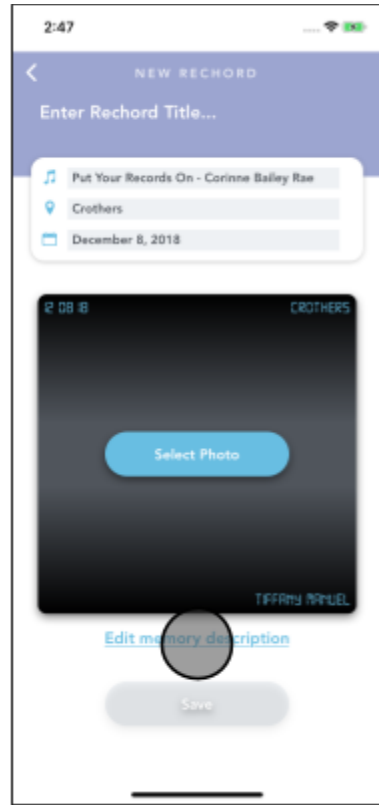 2:47
NEW RECHORD
Enter Rechord Title...
Put Your Records On - Corinne Bailey Rae
Crothers
December 8, 2018
12 08 18 CROTHERS
Select Photo
TIFFANY MANUEL
Edit memory description
Save